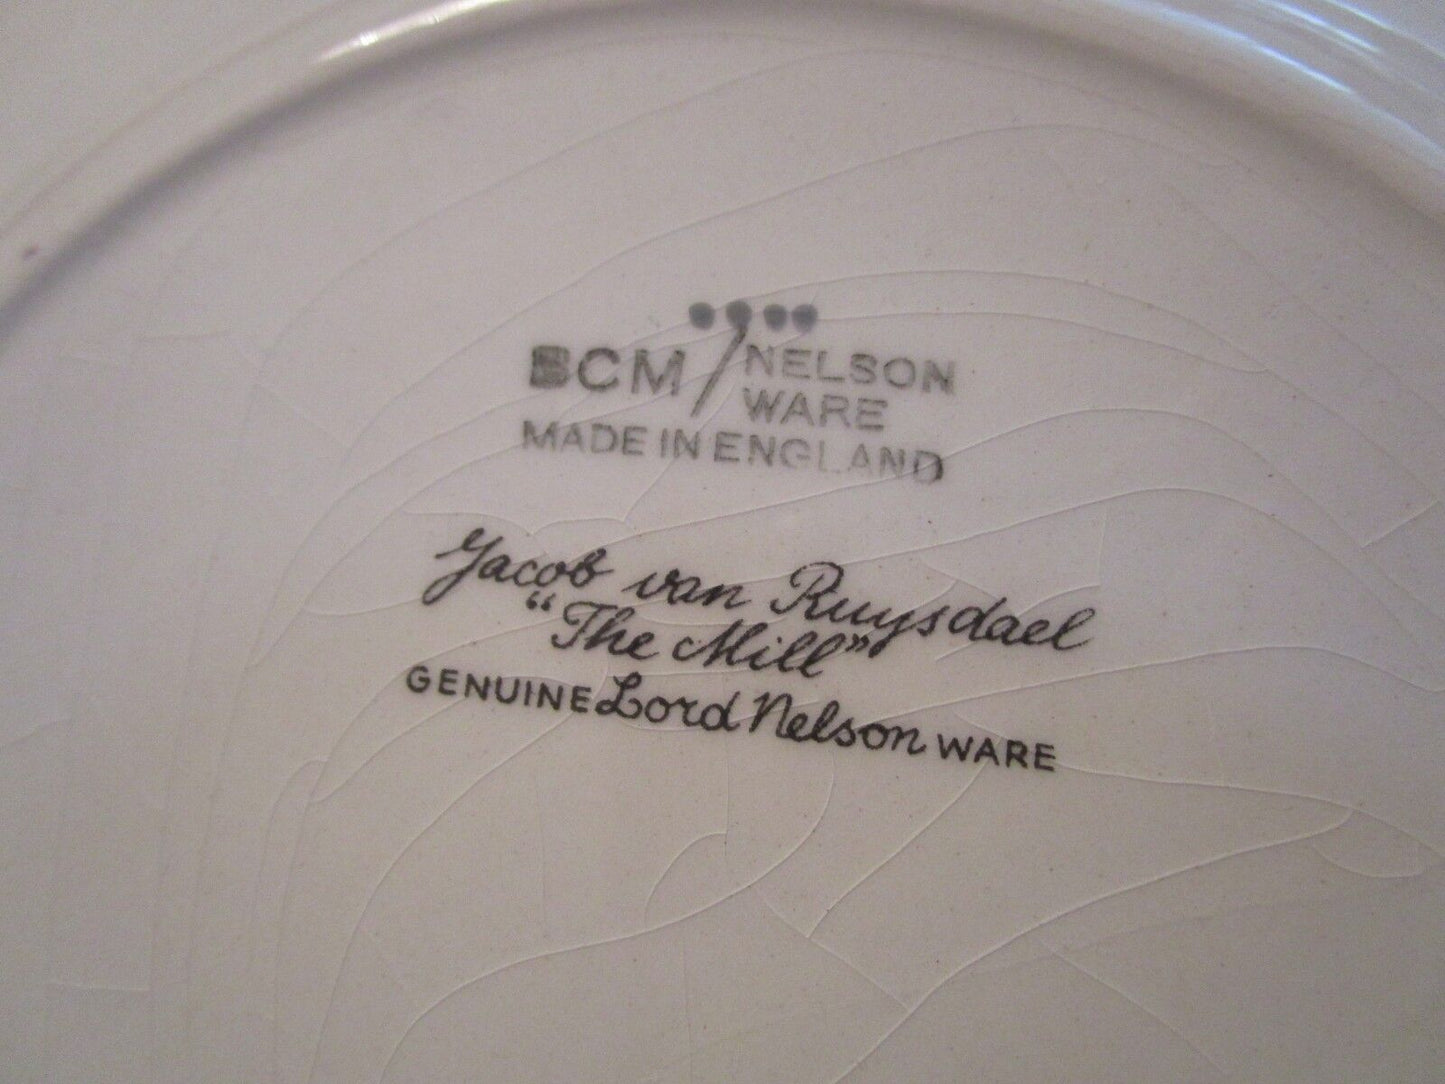 BCM/NELSON
WARE
MADE IN ENGLAND
Jacob van Ruysdael
“The Mill”
GENUINE Lord Nelson WARE